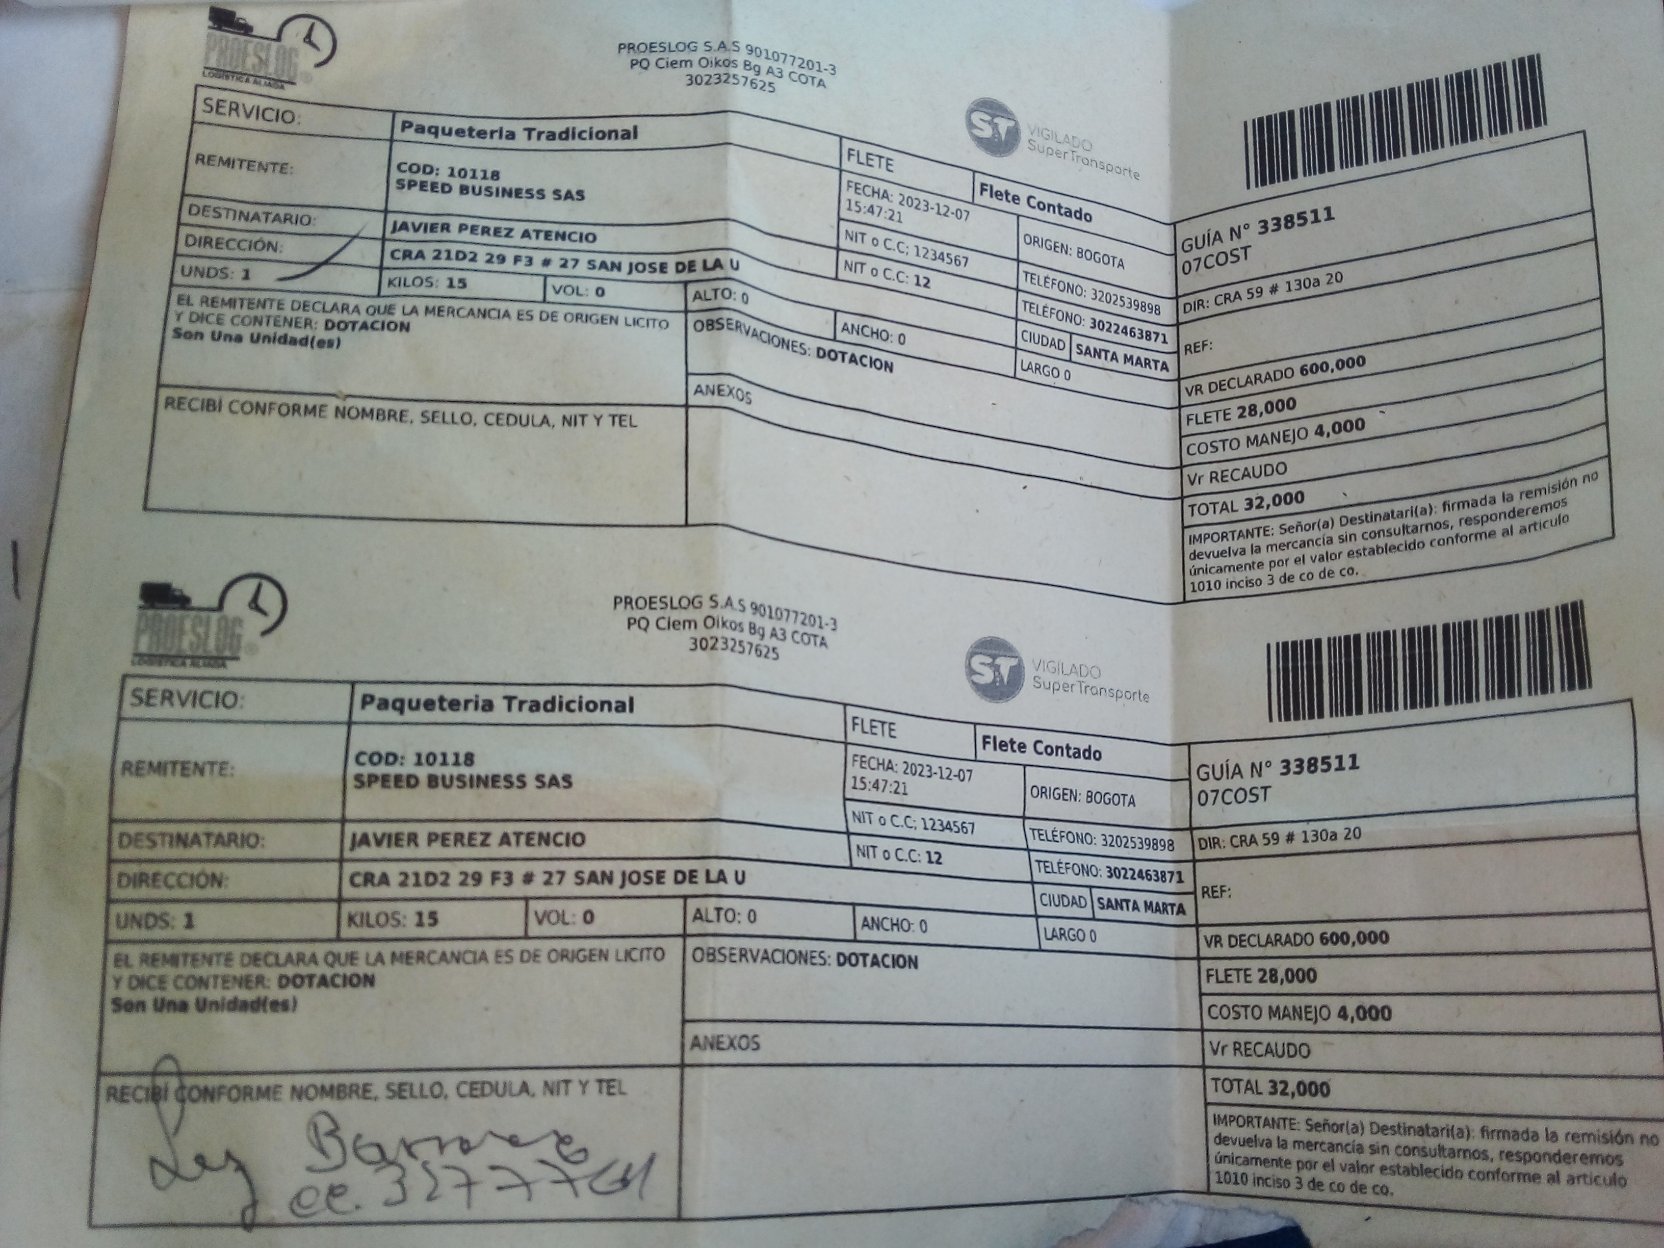 PROESLOG
LOGISTICA ALIADA
PROESLOG S.A.S 901077201-3
PQ Ciem Oikos Bg A3 COTA
3023257625
ST VIGILADO
SuperTransporte
SERVICIO: Paqueteria Tradicional
FLETE Flete Contado
GUÍA N° 338511
07COST
REMITENTE: COD: 10118
SPEED BUSINESS SAS
FECHA: 2023-12-07
15:47:21
ORIGEN: BOGOTA
NIT o C.C; 1234567
TELÉFONO: 3202539898
DIR: CRA 59 # 130a 20
DESTINATARIO: JAVIER PEREZ ATENCIO
NIT o C.C: 12
TELÉFONO: 3022463871
REF:
DIRECCIÓN: CRA 21D2 29 F3 # 27 SAN JOSE DE LA U
CIUDAD SANTA MARTA
UNDS: 1 KILOS: 15 VOL: 0 ALTO: 0 ANCHO: 0 LARGO 0
VR DECLARADO 600,000
EL REMITENTE DECLARA QUE LA MERCANCIA ES DE ORIGEN LICITO
Y DICE CONTENER: DOTACION
Son Una Unidad(es)
OBSERVACIONES: DOTACION
FLETE 28,000
COSTO MANEJO 4,000
ANEXOS
Vr RECAUDO
RECIBÍ CONFORME NOMBRE, SELLO, CEDULA, NIT Y TEL
TOTAL 32,000
IMPORTANTE: Señor(a) Destinatari(a): firmada la remisión no
devuelva la mercancía sin consultarnos, responderemos
únicamente por el valor establecido conforme al artículo
1010 inciso 3 de co de co.
PROESLOG
LOGISTICA ALIADA
PROESLOG S.A.S 901077201-3
PQ Ciem Oikos Bg A3 COTA
3023257625
ST VIGILADO
SuperTransporte
SERVICIO: Paqueteria Tradicional
FLETE Flete Contado
GUÍA N° 338511
07COST
REMITENTE: COD: 10118
SPEED BUSINESS SAS
FECHA: 2023-12-07
15:47:21
ORIGEN: BOGOTA
NIT o C.C; 1234567
TELÉFONO: 3202539898
DIR: CRA 59 # 130a 20
DESTINATARIO: JAVIER PEREZ ATENCIO
NIT o C.C: 12
TELÉFONO: 3022463871
REF:
DIRECCIÓN: CRA 21D2 29 F3 # 27 SAN JOSE DE LA U
CIUDAD SANTA MARTA
UNDS: 1 KILOS: 15 VOL: 0 ALTO: 0 ANCHO: 0 LARGO 0
VR DECLARADO 600,000
EL REMITENTE DECLARA QUE LA MERCANCIA ES DE ORIGEN LICITO
Y DICE CONTENER: DOTACION
Son Una Unidad(es)
OBSERVACIONES: DOTACION
FLETE 28,000
COSTO MANEJO 4,000
ANEXOS
Vr RECAUDO
RECIBÍ CONFORME NOMBRE, SELLO, CEDULA, NIT Y TEL
cc.
TOTAL 32,000
IMPORTANTE: Señor(a) Destinatari(a): firmada la remisión no
devuelva la mercancía sin consultarnos, responderemos
únicamente por el valor establecido conforme al artículo
1010 inciso 3 de co de co.